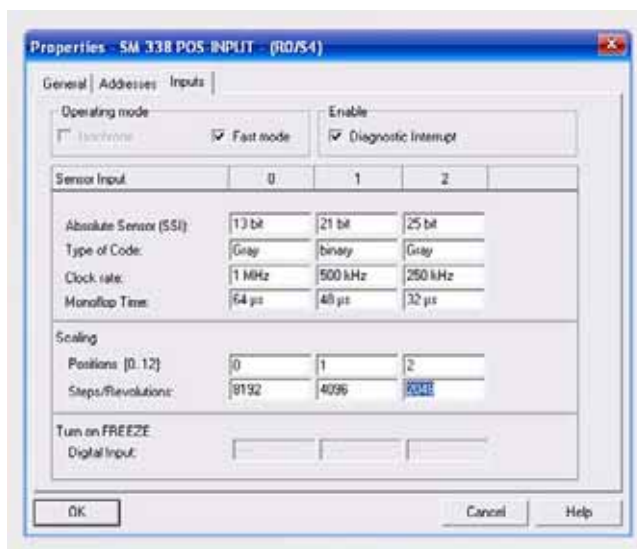 Properties - SM 338 POS-INPUT - (R0/S4)
General Addresses Inputs
Operating mode
Isochrone
Fast mode
Enable
Diagnostic Interrupt
Sensor Input 0 1 2
Absolute Sensor (SSI): 13 bit 21 bit 25 bit
Type of Code: Gray binary Gray
Clock rate: 1 MHz 500 kHz 250 kHz
Monoflop Time: 64 µs 48 µs 32 µs
Scaling
Positions [0..12] 0 1 2
Steps/Revolutions: 8192 4096 2048
Turn on FREEZE
Digital Input:
OK Cancel Help